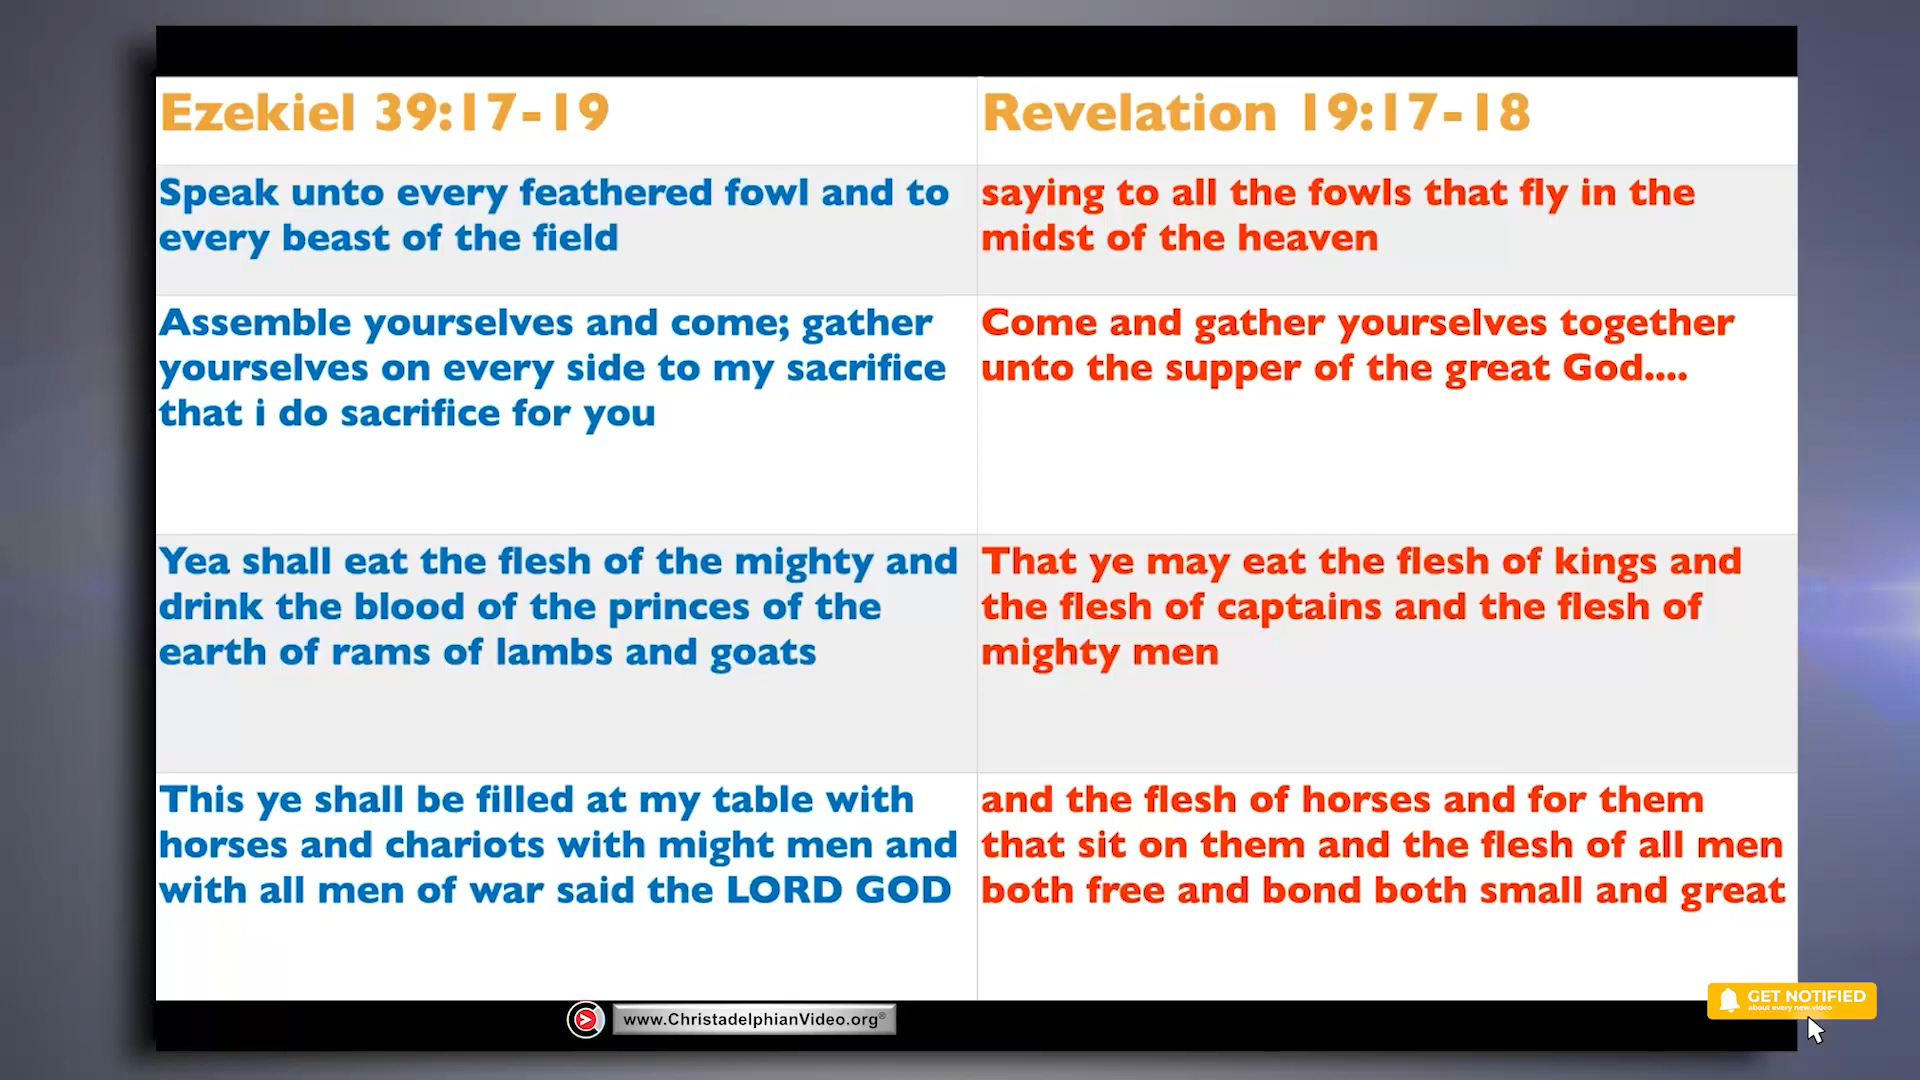 Ezekiel 39:17-19
Revelation 19:17-18
Speak unto every feathered fowl and to
every beast of the field
saying to all the fowls that fly in the
midst of the heaven
Assemble yourselves and come; gather
yourselves on every side to my sacrifice
that i do sacrifice for you
Come and gather yourselves together
unto the supper of the great God....
Yea shall eat the flesh of the mighty and
drink the blood of the princes of the
earth of rams of lambs and goats
That ye may eat the flesh of kings and
the flesh of captains and the flesh of
mighty men
This ye shall be filled at my table with
horses and chariots with might men and
with all men of war said the LORD GOD
and the flesh of horses and for them
that sit on them and the flesh of all men
both free and bond both small and great
www.ChristadelphianVideo.org®
GET NOTIFIED
about every new video